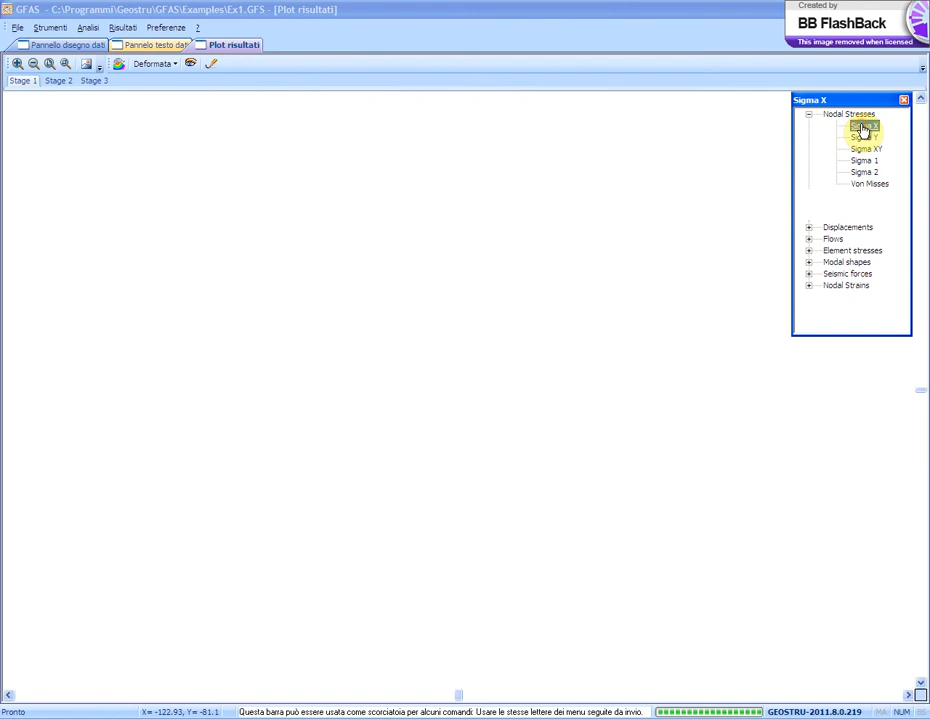 GFAS - C:\Programmi\Geostru\GFAS\Examples\Ex1.GFS - [Plot risultati]
Created by
BB FlashBack
This image removed when licensed
File Strumenti Analisi Risultati Preferenze ?
Pannello disegno dati Pannelo testo dati Plot risultati
Deformata
Stage 1 Stage 2 Stage 3
Sigma X
Nodal Stresses
Sigma X
Sigma Y
Sigma XY
Sigma 1
Sigma 2
Von Misses
Displacements
Flows
Element stresses
Modal shapes
Seismic forces
Nodal Strains
Pronto X= -122.93, Y= -81.1 Questa barra può essere usata come scorciatoia per alcuni comandi: Usare le stesse lettere dei menu seguite da invio. GEOSTRU-2011.8.0.219 MA NUM